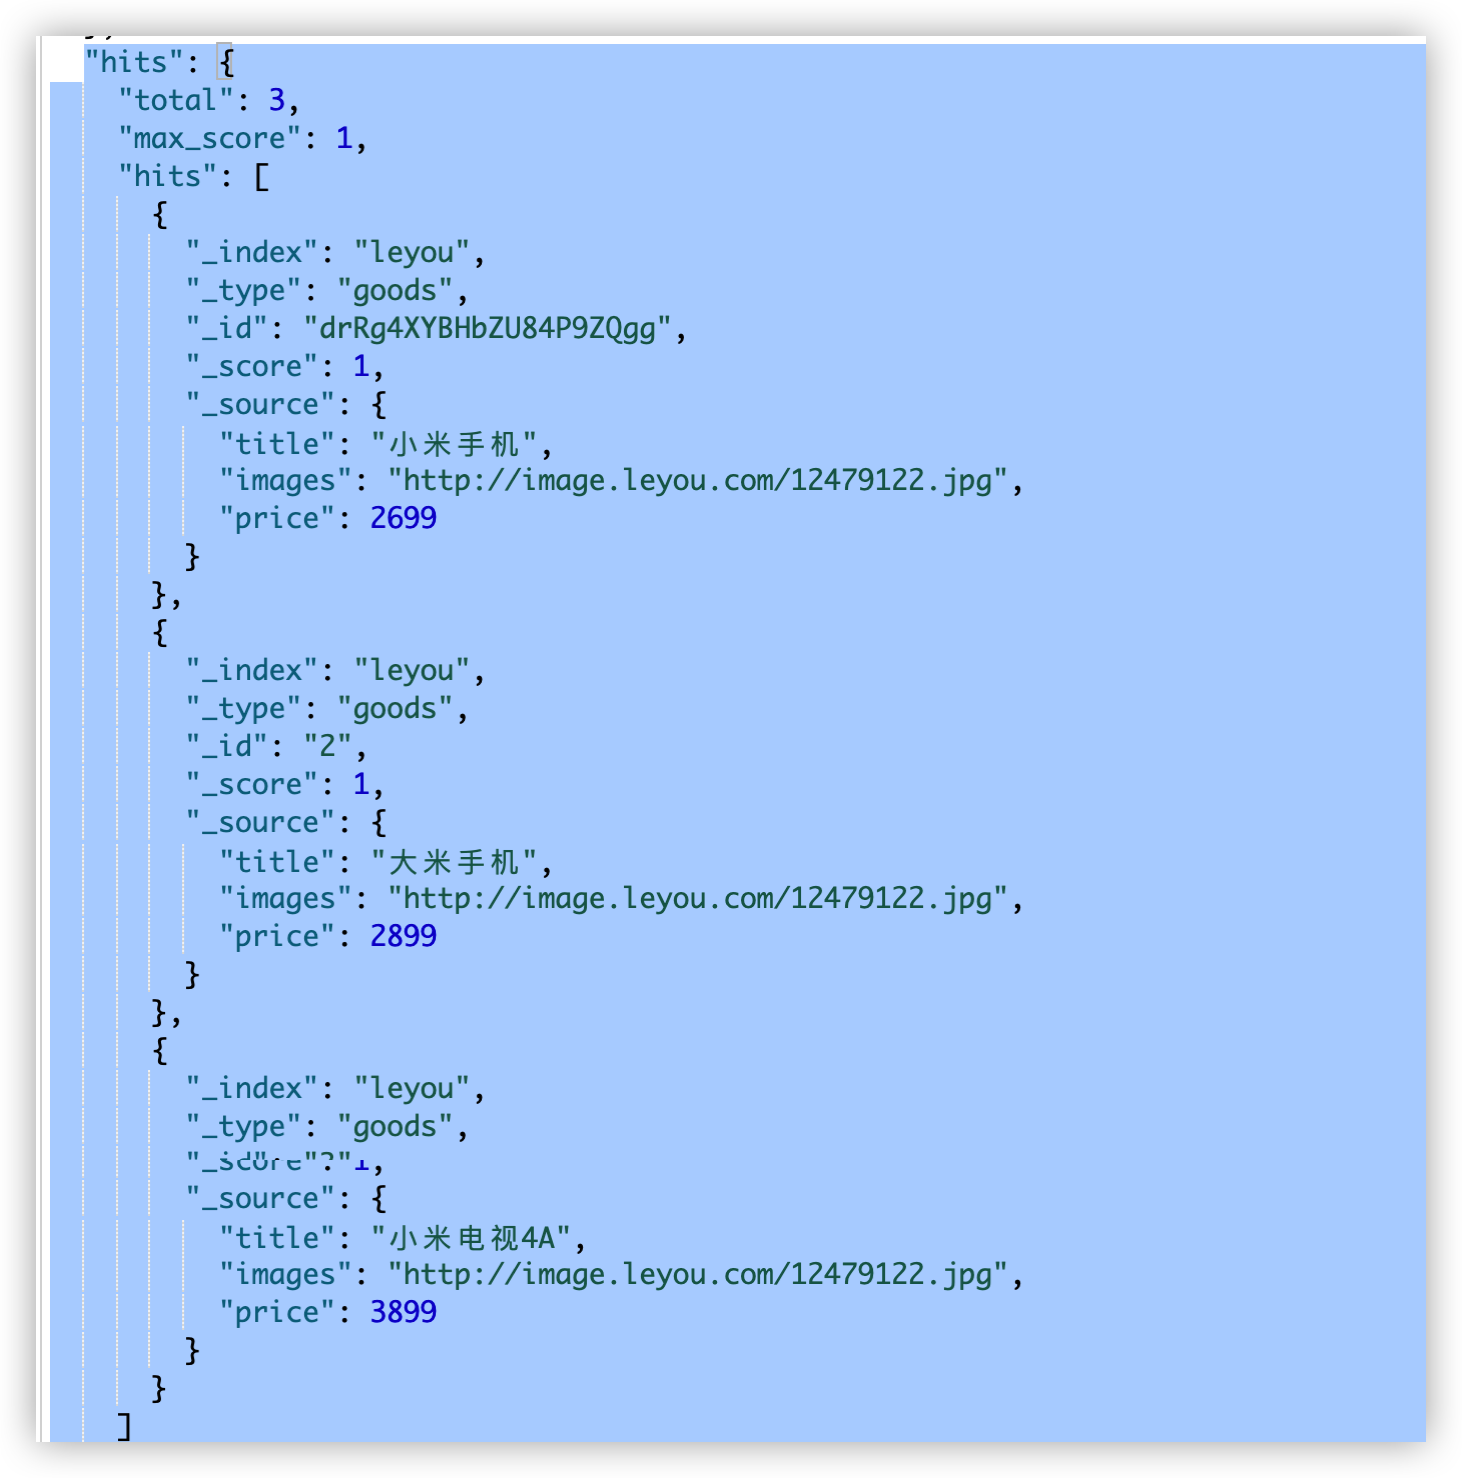 "hits": {
"total": 3,
"max_score": 1,
"hits": [
{
"_index": "leyou",
"_type": "goods",
"_id": "drRg4XYBHbZU84P9ZQgg",
"_score": 1,
"_source": {
"title": "小米手机",
"images": "http://image.leyou.com/12479122.jpg",
"price": 2699
}
},
{
"_index": "leyou",
"_type": "goods",
"_id": "2",
"_score": 1,
"_source": {
"title": "大米手机",
"images": "http://image.leyou.com/12479122.jpg",
"price": 2899
}
},
{
"_index": "leyou",
"_type": "goods",
"_source": {
"title": "小米电视4A",
"images": "http://image.leyou.com/12479122.jpg",
"price": 3899
}
}
]